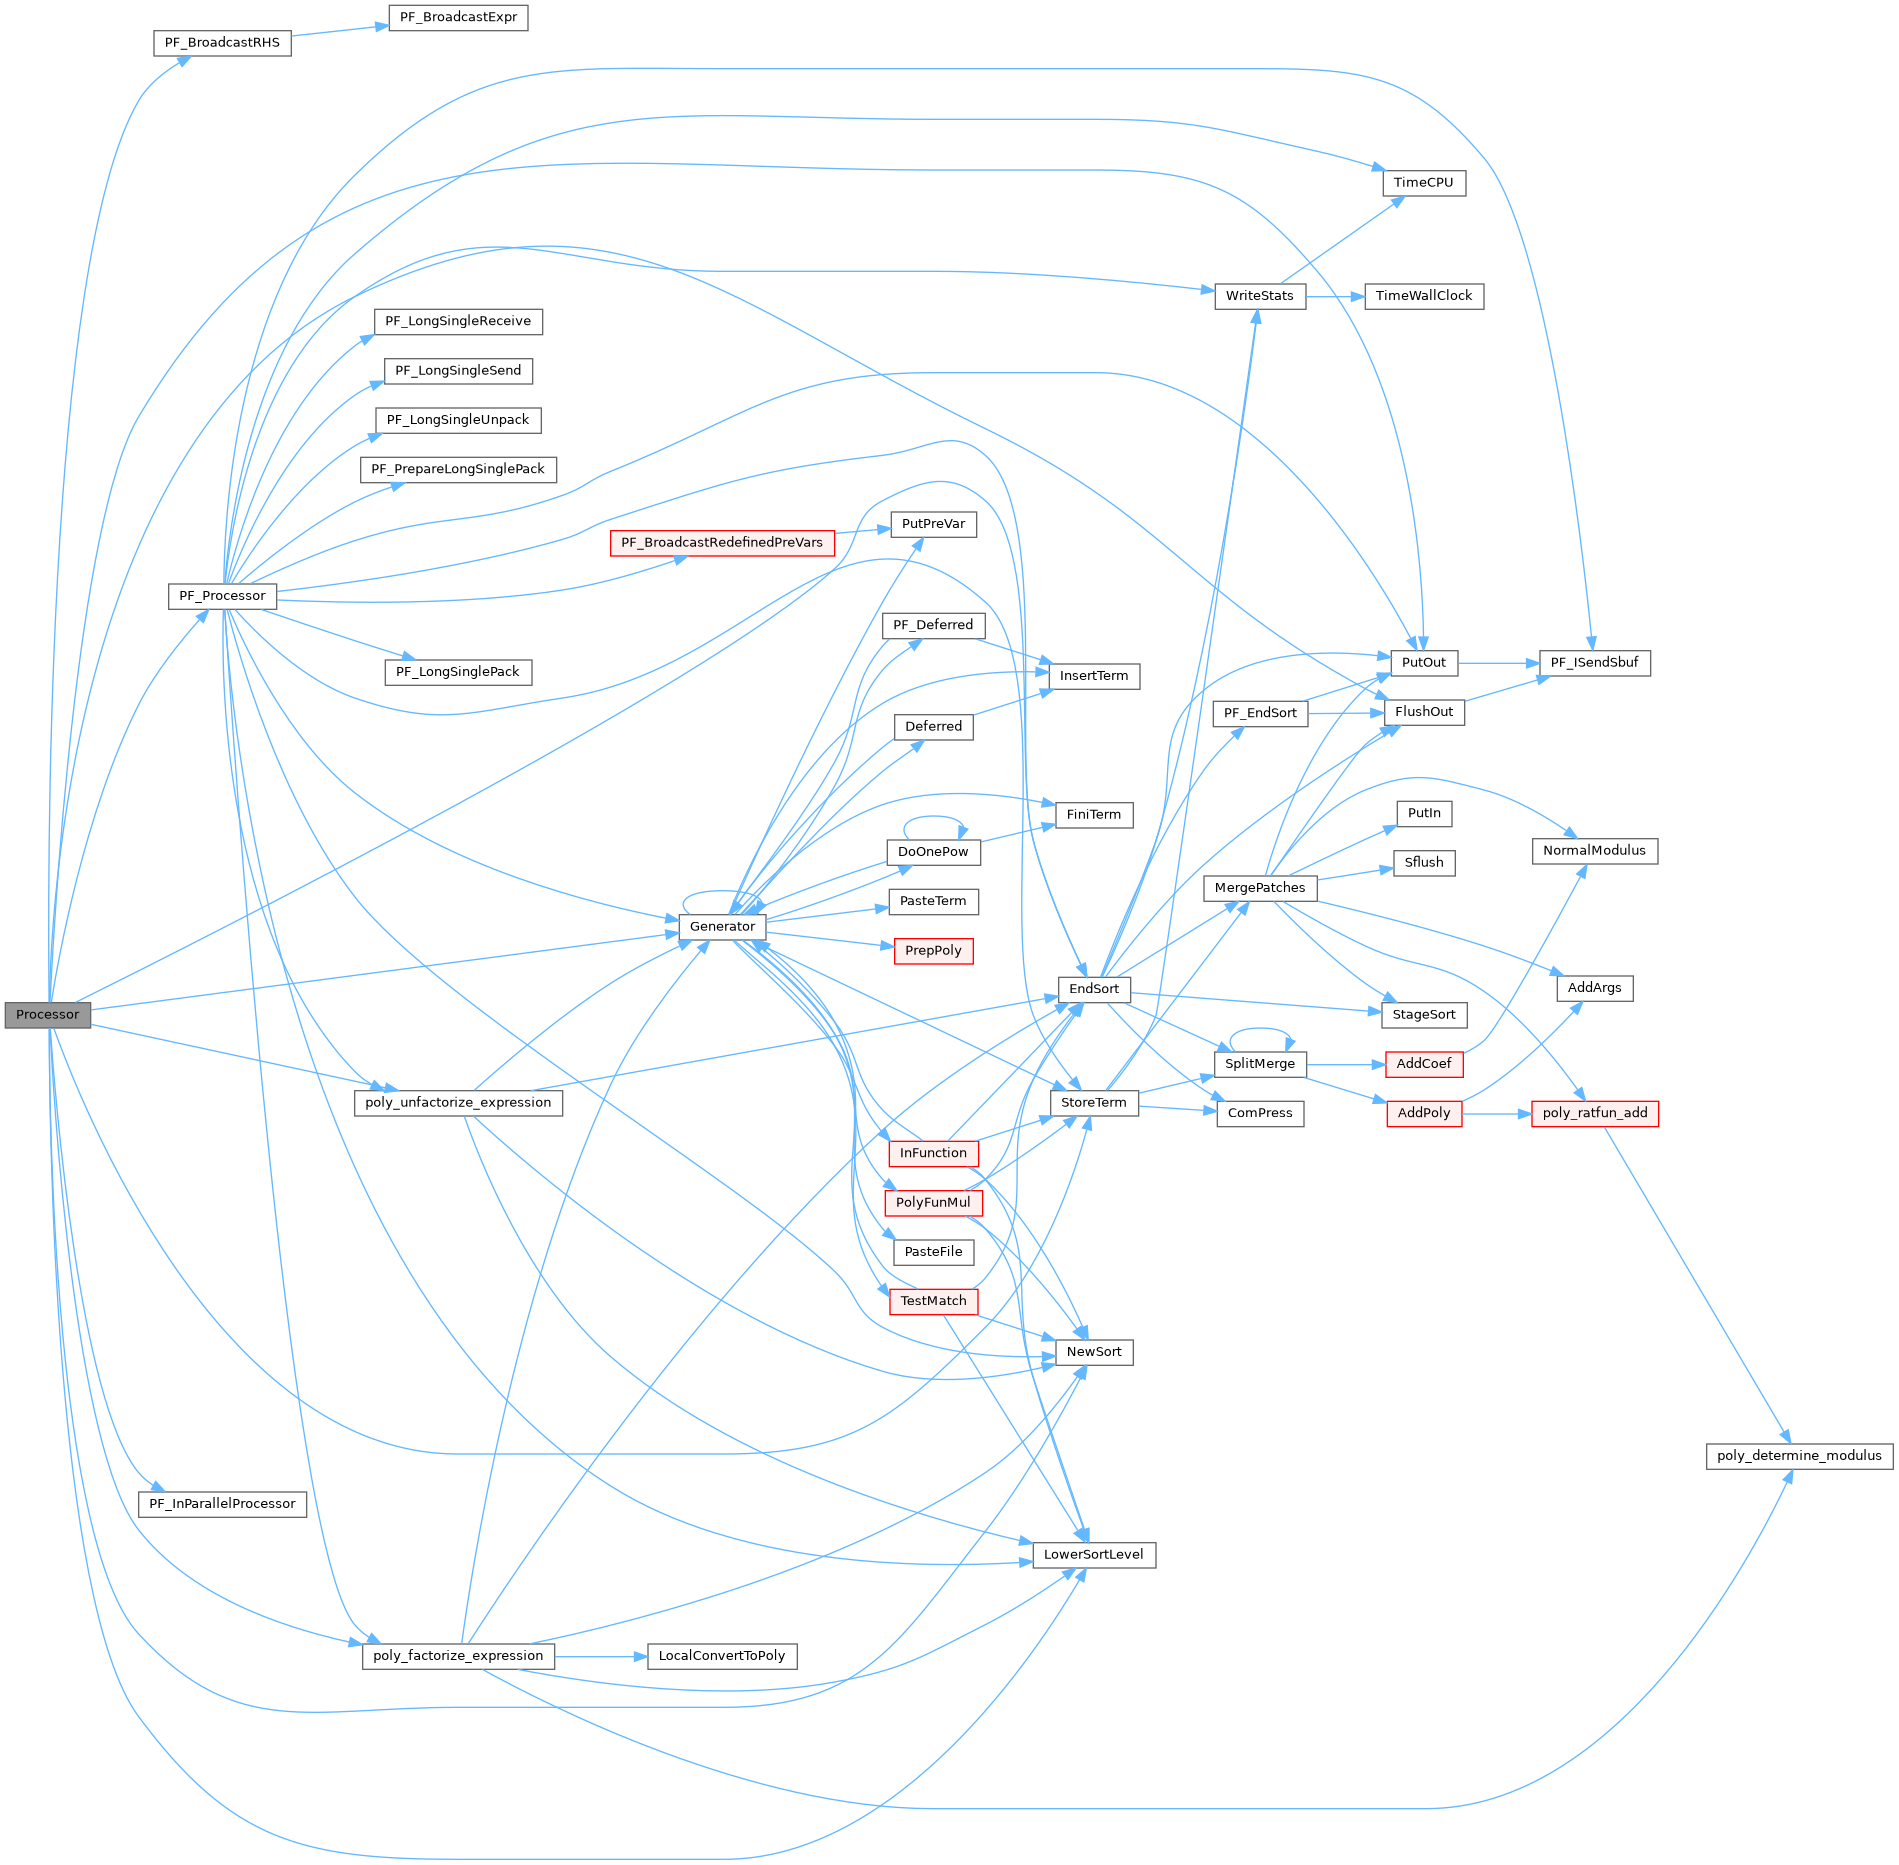 PF_BroadcastExpr
PF_BroadcastRHS
TimeCPU
WriteStats
TimeWallClock
PF_LongSingleReceive
PF_LongSingleSend
PF_LongSingleUnpack
PF_PrepareLongSinglePack
PutPreVar
PF_BroadcastRedefinedPreVars
PF_Processor
PF_Deferred
PF_LongSinglePack
InsertTerm
PutOut
PF_ISendSbuf
Deferred
PF_EndSort
FlushOut
FiniTerm
PutIn
DoOnePow
NormalModulus
Sflush
MergePatches
PasteTerm
Generator
PrepPoly
EndSort
AddArgs
Processor
StageSort
SplitMerge
AddCoef
poly_unfactorize_expression
StoreTerm
ComPress
AddPoly
poly_ratfun_add
InFunction
PolyFunMul
PasteFile
TestMatch
NewSort
poly_determine_modulus
PF_InParallelProcessor
LowerSortLevel
poly_factorize_expression
LocalConvertToPoly